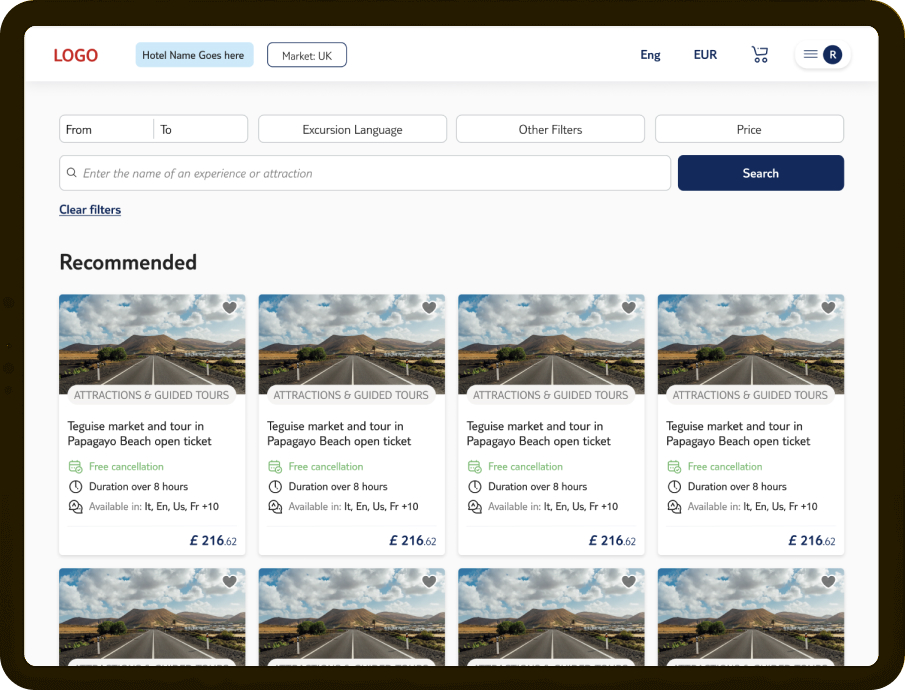 LOGO
Hotel Name Goes here
Market: UK
Eng
EUR
R
From
To
Excursion Language
Other Filters
Price
Enter the name of an experience or attraction
Search
Clear filters
Recommended
ATTRACTIONS & GUIDED TOURS
Teguise market and tour in
Papagayo Beach open ticket
Free cancellation
Duration over 8 hours
Available in: It, En, Us, Fr +10
£ 216.62
ATTRACTIONS & GUIDED TOURS
Teguise market and tour in
Papagayo Beach open ticket
Free cancellation
Duration over 8 hours
Available in: It, En, Us, Fr +10
£ 216.62
ATTRACTIONS & GUIDED TOURS
Teguise market and tour in
Papagayo Beach open ticket
Free cancellation
Duration over 8 hours
Available in: It, En, Us, Fr +10
£ 216.62
ATTRACTIONS & GUIDED TOURS
Teguise market and tour in
Papagayo Beach open ticket
Free cancellation
Duration over 8 hours
Available in: It, En, Us, Fr +10
£ 216.62